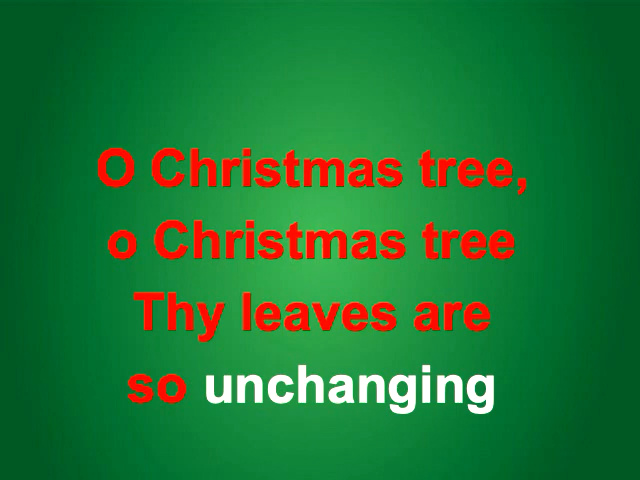 O Christmas tree,
o Christmas tree
Thy leaves are
so unchanging